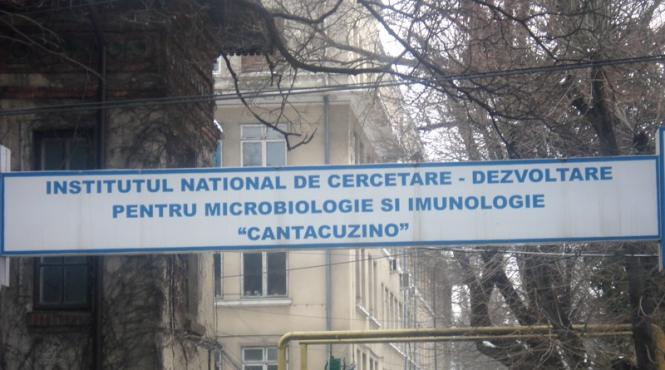 INSTITUTUL NATIONAL DE CERCETARE - DEZVOLTARE
PENTRU MICROBIOLOGIE SI IMUNOLOGIE
“CANTACUZINO”